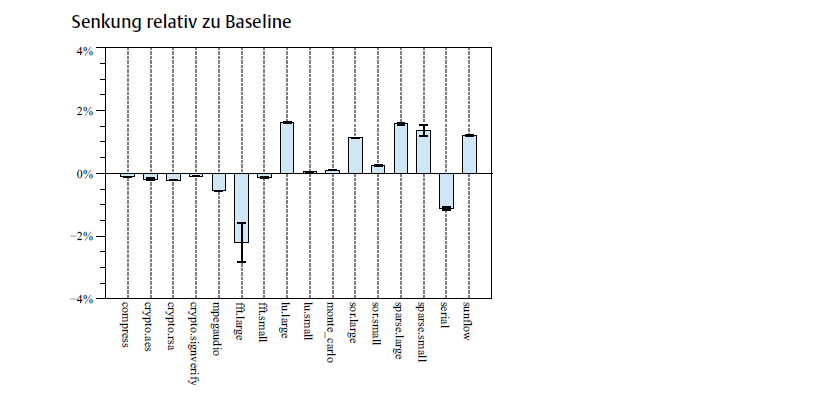 Senkung relativ zu Baseline
4%
2%
0%
−2%
−4%
compress
crypto.aes
crypto.rsa
crypto.signverify
mpegaudio
fft.large
fft.small
lu.large
lu.small
monte_carlo
sor.large
sor.small
sparse.large
sparse.small
serial
sunflow